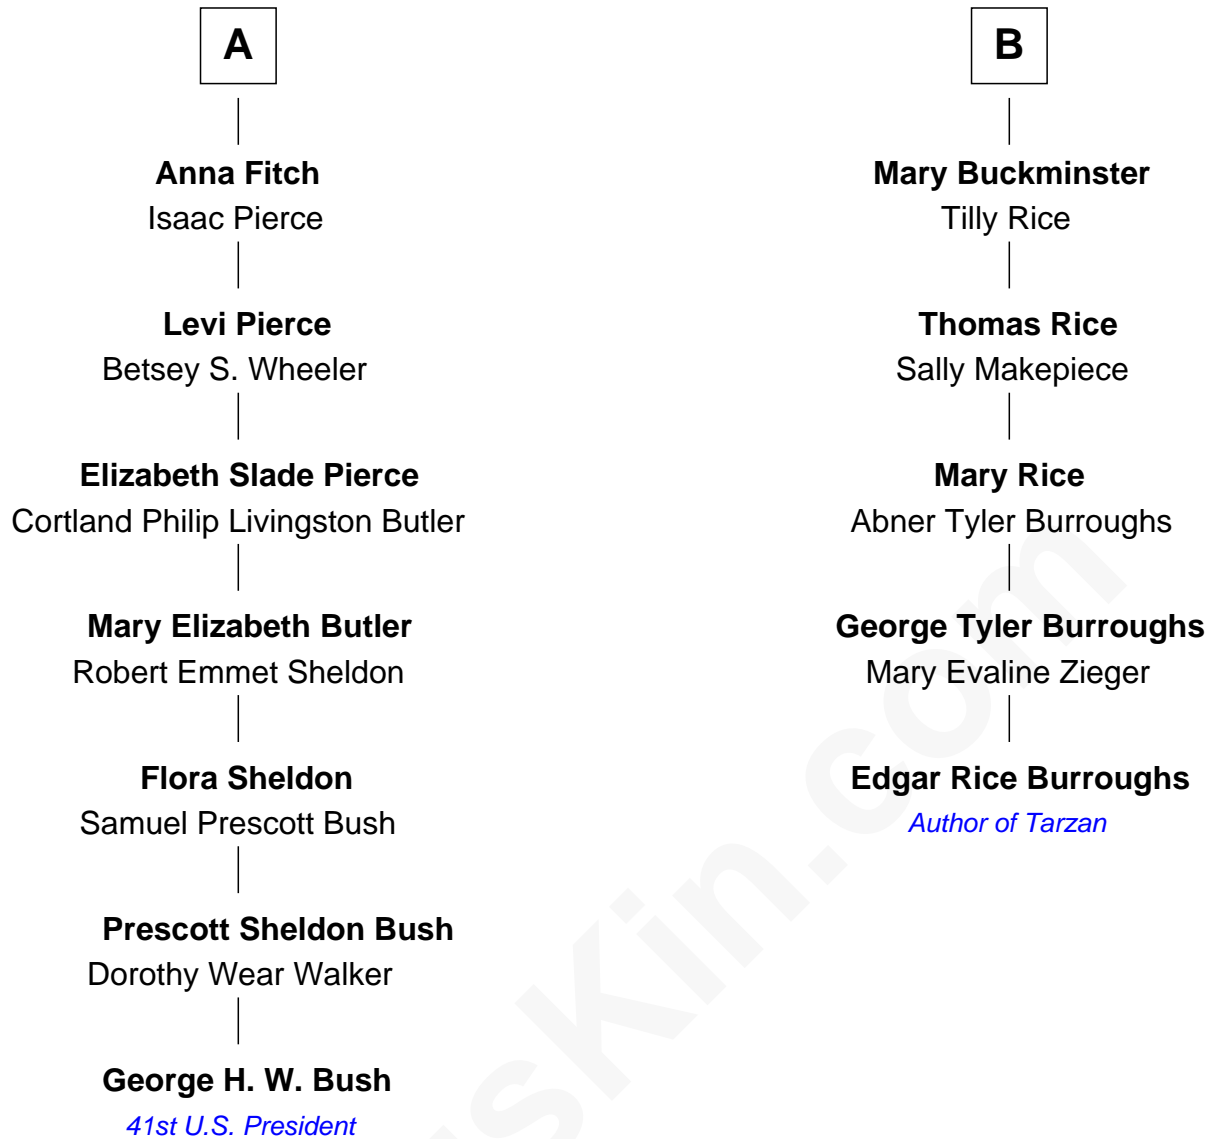 A
Anna Fitch
Isaac Pierce
Levi Pierce
Betsey S. Wheeler
Elizabeth Slade Pierce
Cortland Philip Livingston Butler
Mary Elizabeth Butler
Robert Emmet Sheldon
Flora Sheldon
Samuel Prescott Bush
Prescott Sheldon Bush
Dorothy Wear Walker
George H. W. Bush
41st U.S. President
B
Mary Buckminster
Tilly Rice
Thomas Rice
Sally Makepiece
Mary Rice
Abner Tyler Burroughs
George Tyler Burroughs
Mary Evaline Zieger
Edgar Rice Burroughs
Author of Tarzan
sKin.com